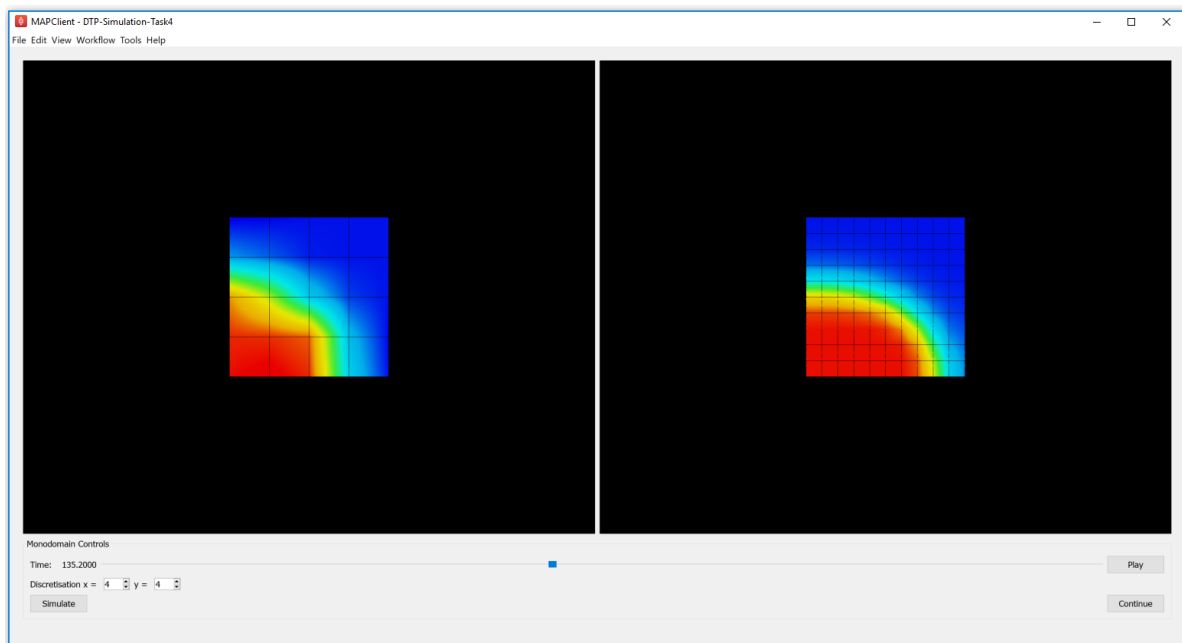 MAPClient - DTP-Simulation-Task4
File Edit View Workflow Tools Help
Monodomain Controls
Time: 135.2000 Play
Discretisation x = 4 y = 4
Simulate Continue